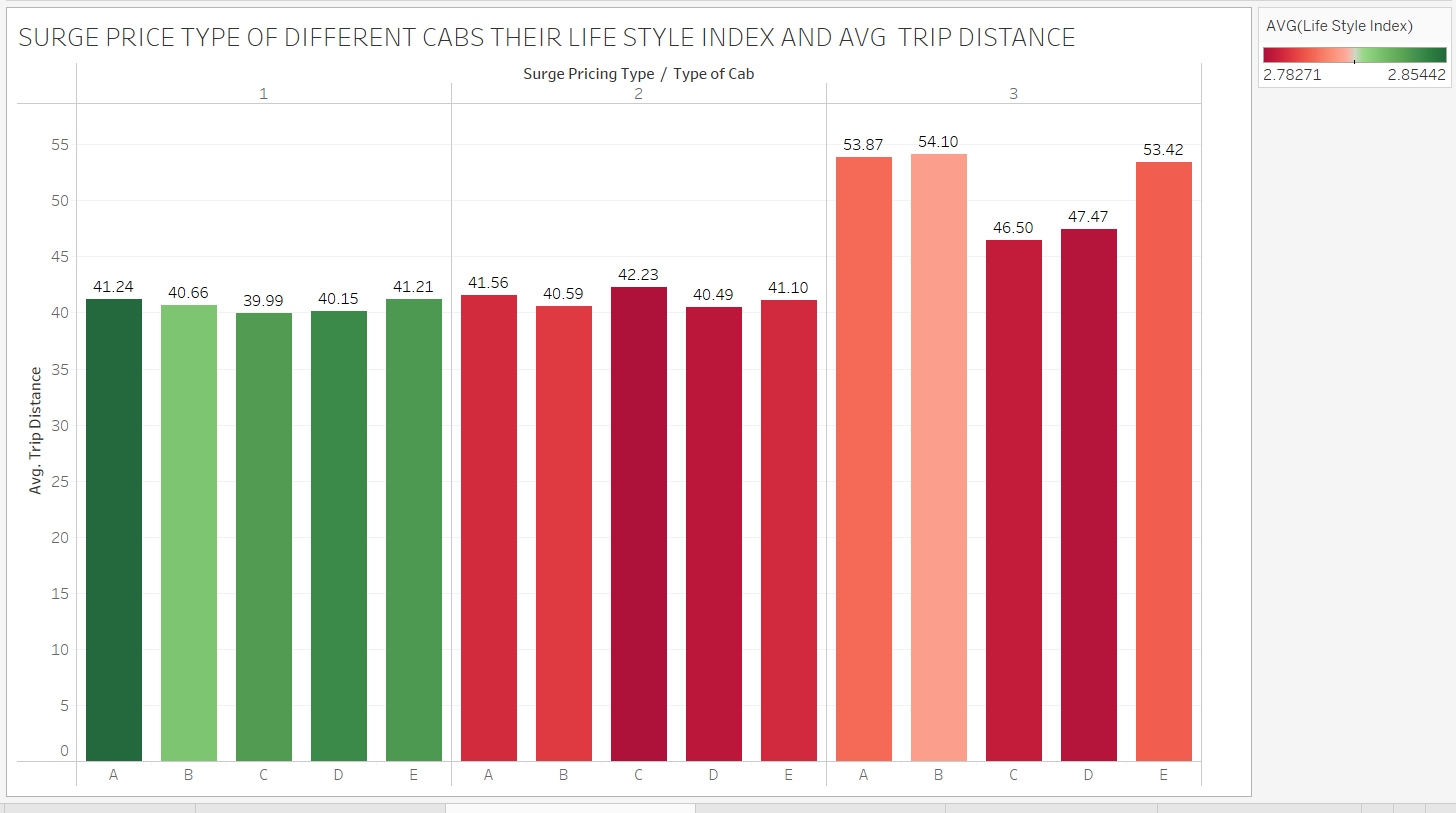 SURGE PRICE TYPE OF DIFFERENT CABS THEIR LIFE STYLE INDEX AND AVG  TRIP DISTANCE
AVG(Life Style Index)
2.78271 2.85442
Surge Pricing Type / Type of Cab
1 2 3
Avg. Trip Distance
55
50
45
40
35
30
25
20
15
10
5
0
41.24 40.66 39.99 40.15 41.21 41.56 40.59 42.23 40.49 41.10 53.87 54.10 46.50 47.47 53.42
A B C D E A B C D E A B C D E